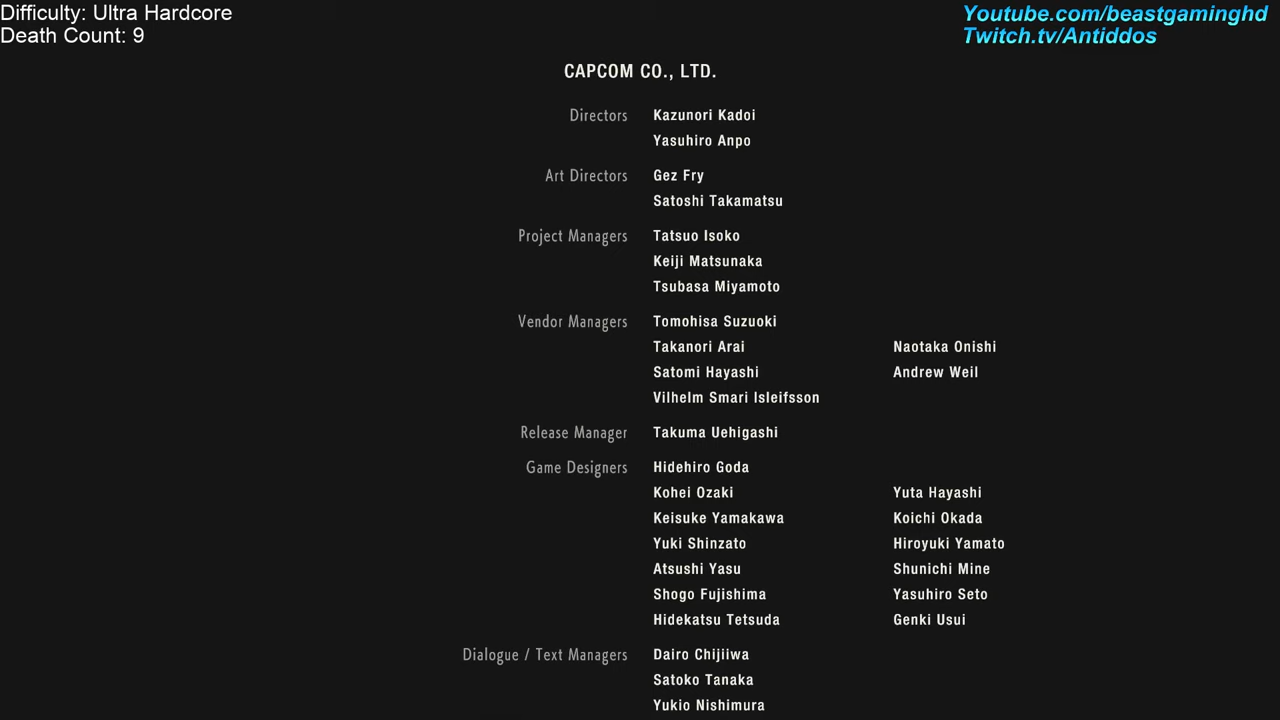 Difficulty: Ultra Hardcore
Death Count: 9
Youtube.com/beastgaminghd
Twitch.tv/Antiddos
CAPCOM CO., LTD.
Directors Kazunori Kadoi
Yasuhiro Anpo
Art Directors Gez Fry
Satoshi Takamatsu
Project Managers Tatsuo Isoko
Keiji Matsunaka
Tsubasa Miyamoto
Vendor Managers Tomohisa Suzuoki
Takanori Arai Naotaka Onishi
Satomi Hayashi Andrew Weil
Vilhelm Smari Isleifsson
Release Manager Takuma Uehigashi
Game Designers Hidehiro Goda
Kohei Ozaki Yuta Hayashi
Keisuke Yamakawa Koichi Okada
Yuki Shinzato Hiroyuki Yamato
Atsushi Yasu Shunichi Mine
Shogo Fujishima Yasuhiro Seto
Hidekatsu Tetsuda Genki Usui
Dialogue / Text Managers Dairo Chijiiwa
Satoko Tanaka
Yukio Nishimura